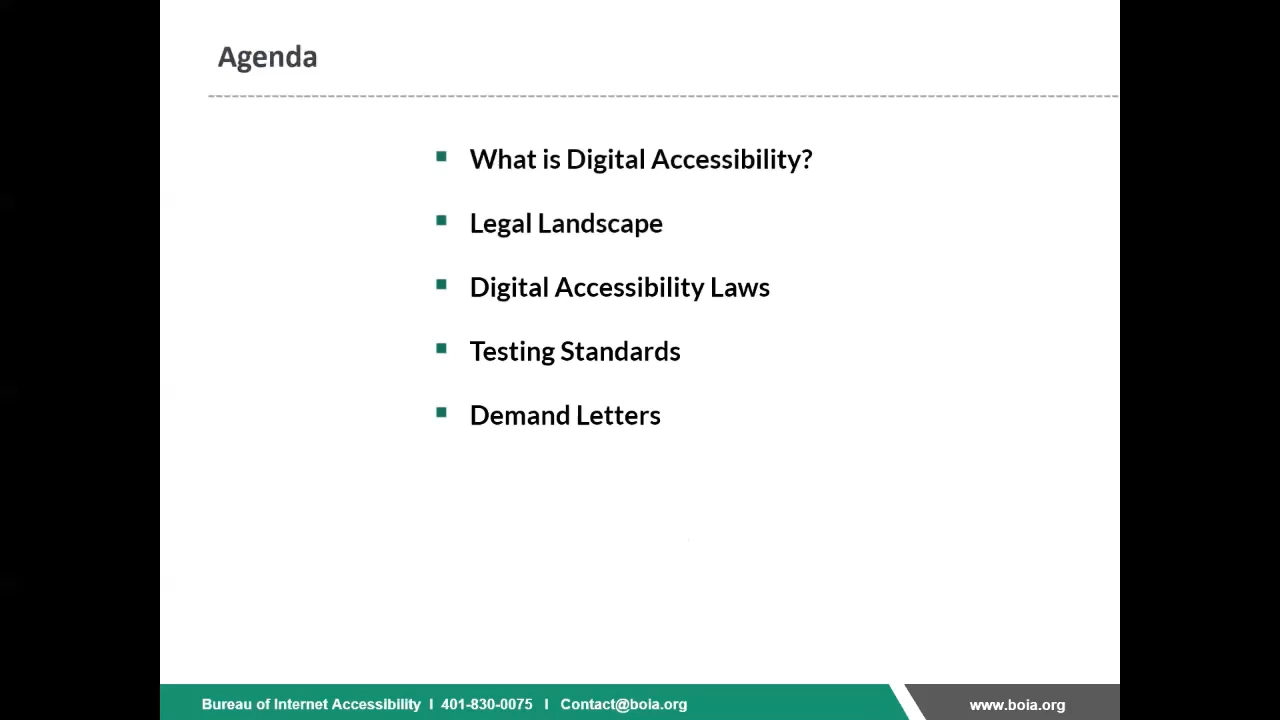 Agenda
What is Digital Accessibility?
Legal Landscape
Digital Accessibility Laws
Testing Standards
Demand Letters
Bureau of Internet Accessibility I 401-830-0075 I Contact@boia.org
www.boia.org